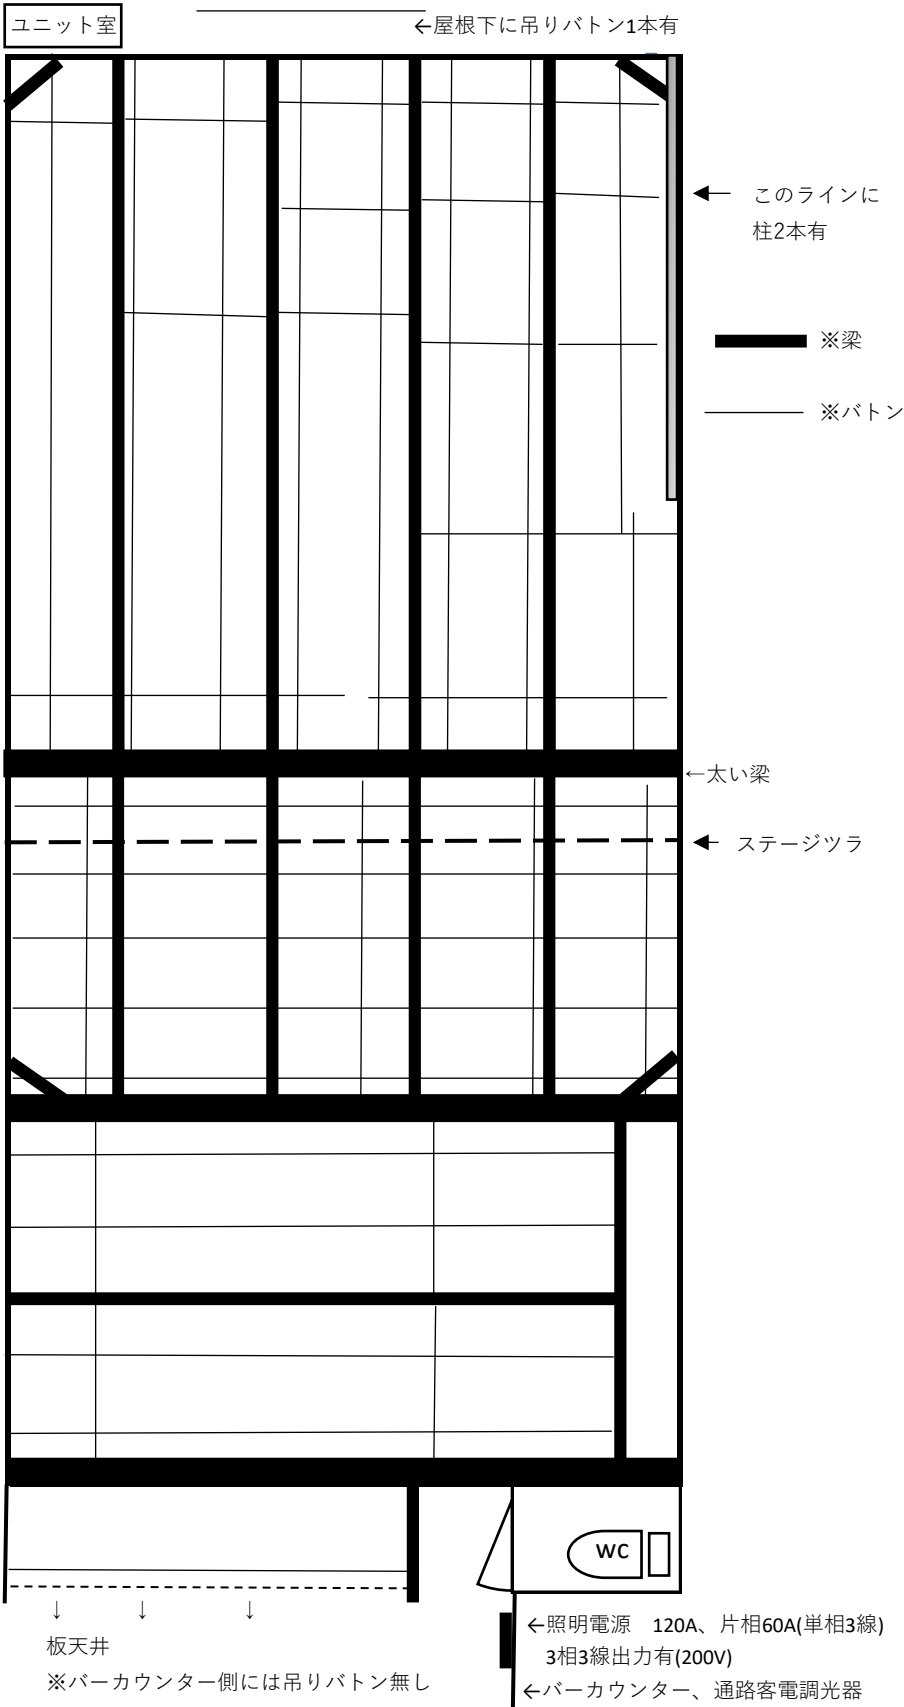 ユニット室
←屋根下に吊りバトン1本有
このラインに
柱2本有
※梁
※バトン
←太い梁
ステージツラ
WC
↓ ↓ ↓
板天井
※バーカウンター側には吊りバトン無し
←照明電源 120A、片相60A(単相3線)
3相3線出力有(200V)
←バーカウンター、通路客電調光器